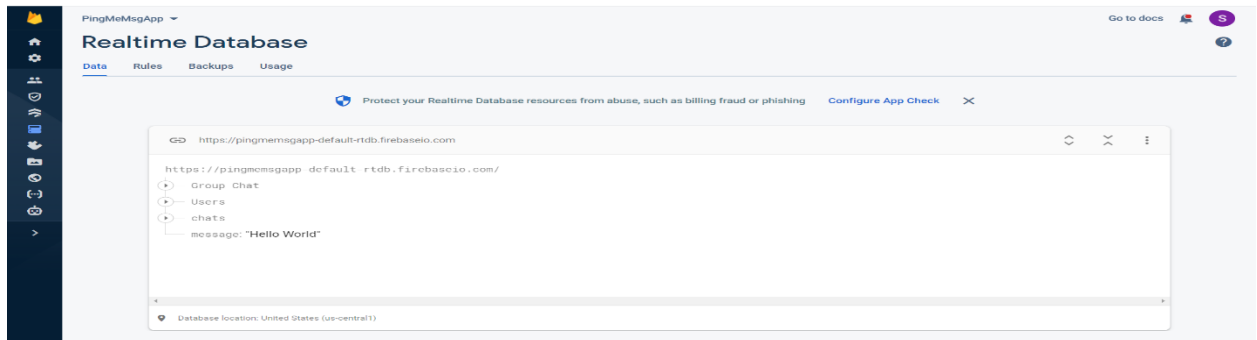 PingMeMsgApp
Go to docs
S
Realtime Database
?
Data Rules Backups Usage
Protect your Realtime Database resources from abuse, such as billing fraud or phishing Configure App Check
https://pingmemsgapp-default-rtdb.firebaseio.com
https://pingmemsgapp-default-rtdb.firebaseio.com/
Group Chat
Users
chats
message: "Hello World"
Database location: United States (us-central1)